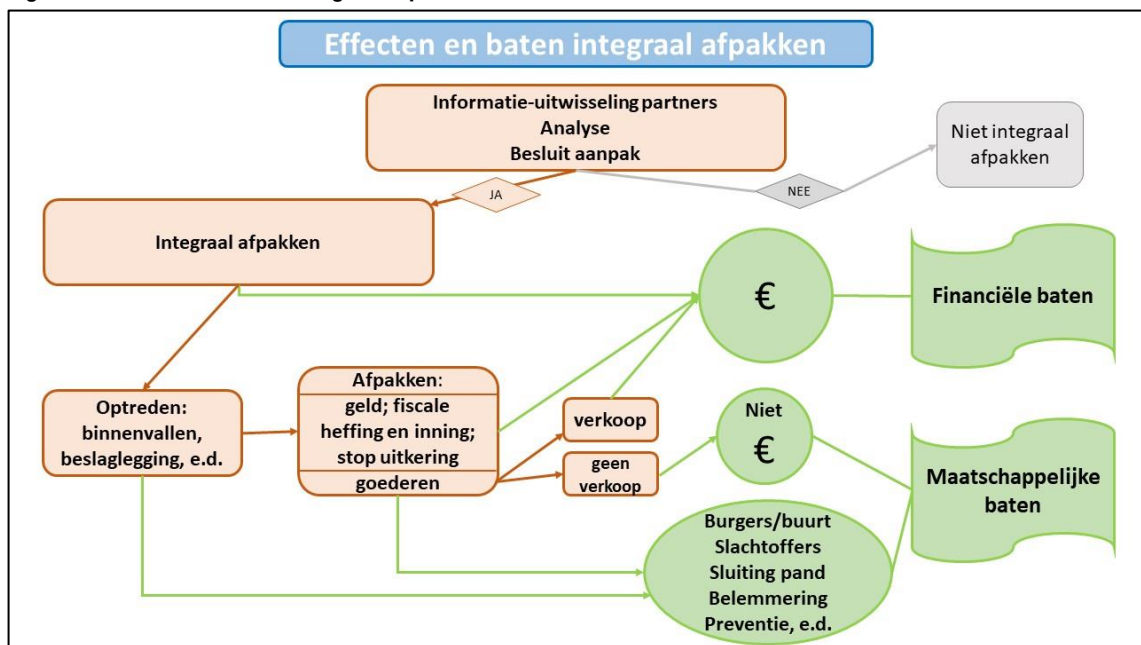 Effecten en baten integraal afpakken
Informatie-uitwisseling partners
Analyse
Besluit aanpak
Niet integraal
afpakken
JA
NEE
Integraal afpakken
€
Financiële baten
Optreden:
binnenvallen,
beslaglegging, e.d.
Afpakken:
geld; fiscale
heffing en inning;
stop uitkering
goederen
verkoop
geen
verkoop
Niet
€
Maatschappelijke
baten
Burgers/buurt
Slachtoffers
Sluiting pand
Belemmering
Preventie, e.d.